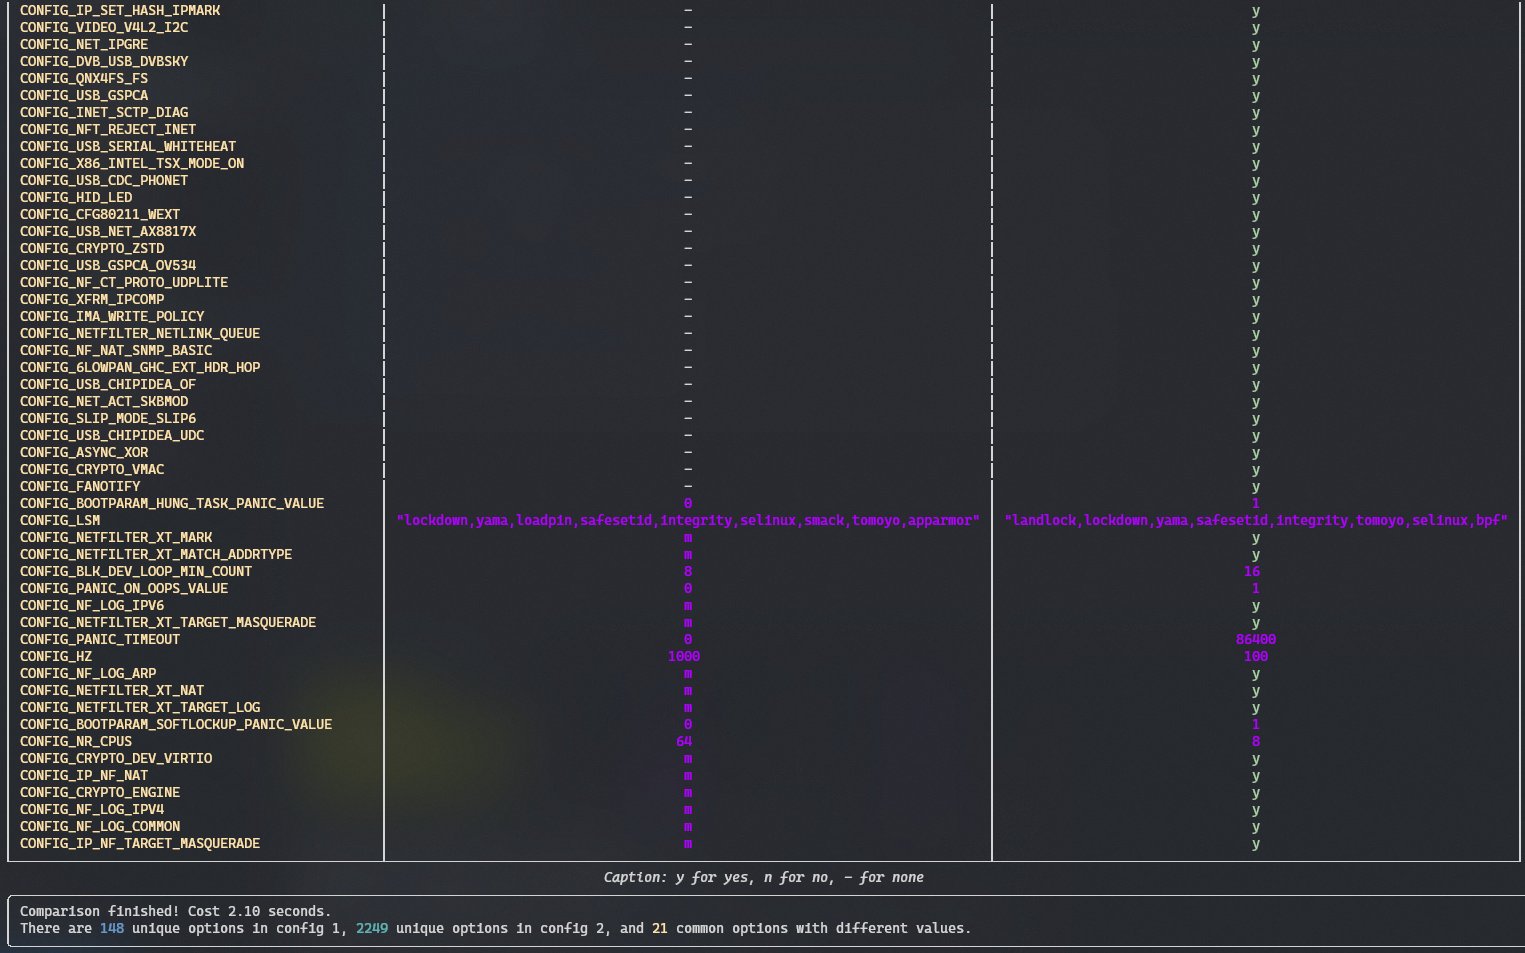 CONFIG_IP_SET_HASH_IPMARK - y
CONFIG_VIDEO_V4L2_I2C - y
CONFIG_NET_IPGRE - y
CONFIG_DVB_USB_DVBSKY - y
CONFIG_QNX4FS_FS - y
CONFIG_USB_GSPCA - y
CONFIG_INET_SCTP_DIAG - y
CONFIG_NFT_REJECT_INET - y
CONFIG_USB_SERIAL_WHITEHEAT - y
CONFIG_X86_INTEL_TSX_MODE_ON - y
CONFIG_USB_CDC_PHONET - y
CONFIG_HID_LED - y
CONFIG_CFG80211_WEXT - y
CONFIG_USB_NET_AX8817X - y
CONFIG_CRYPTO_ZSTD - y
CONFIG_USB_GSPCA_OV534 - y
CONFIG_NF_CT_PROTO_UDPLITE - y
CONFIG_XFRM_IPCOMP - y
CONFIG_IMA_WRITE_POLICY - y
CONFIG_NETFILTER_NETLINK_QUEUE - y
CONFIG_NF_NAT_SNMP_BASIC - y
CONFIG_6LOWPAN_GHC_EXT_HDR_HOP - y
CONFIG_USB_CHIPIDEA_OF - y
CONFIG_NET_ACT_SKBMOD - y
CONFIG_SLIP_MODE_SLIP6 - y
CONFIG_USB_CHIPIDEA_UDC - y
CONFIG_ASYNC_XOR - y
CONFIG_CRYPTO_VMAC - y
CONFIG_FANOTIFY - y
CONFIG_BOOTPARAM_HUNG_TASK_PANIC_VALUE 0 1
CONFIG_LSM "lockdown,yama,loadpin,safesetid,integrity,selinux,smack,tomoyo,apparmor" "landlock,lockdown,yama,safesetid,integrity,tomoyo,selinux,bpf"
CONFIG_NETFILTER_XT_MARK m y
CONFIG_NETFILTER_XT_MATCH_ADDRTYPE m y
CONFIG_BLK_DEV_LOOP_MIN_COUNT 8 16
CONFIG_PANIC_ON_OOPS_VALUE 0 1
CONFIG_NF_LOG_IPV6 m y
CONFIG_NETFILTER_XT_TARGET_MASQUERADE m y
CONFIG_PANIC_TIMEOUT 0 86400
CONFIG_HZ 1000 100
CONFIG_NF_LOG_ARP m y
CONFIG_NETFILTER_XT_NAT m y
CONFIG_NETFILTER_XT_TARGET_LOG m y
CONFIG_BOOTPARAM_SOFTLOCKUP_PANIC_VALUE 0 1
CONFIG_NR_CPUS 64 8
CONFIG_CRYPTO_DEV_VIRTIO m y
CONFIG_IP_NF_NAT m y
CONFIG_CRYPTO_ENGINE m y
CONFIG_NF_LOG_IPV4 m y
CONFIG_NF_LOG_COMMON m y
CONFIG_IP_NF_TARGET_MASQUERADE m y
Caption: y for yes, n for no, - for none
Comparison finished! Cost 2.10 seconds.
There are 148 unique options in config 1, 2249 unique options in config 2, and 21 common options with different values.